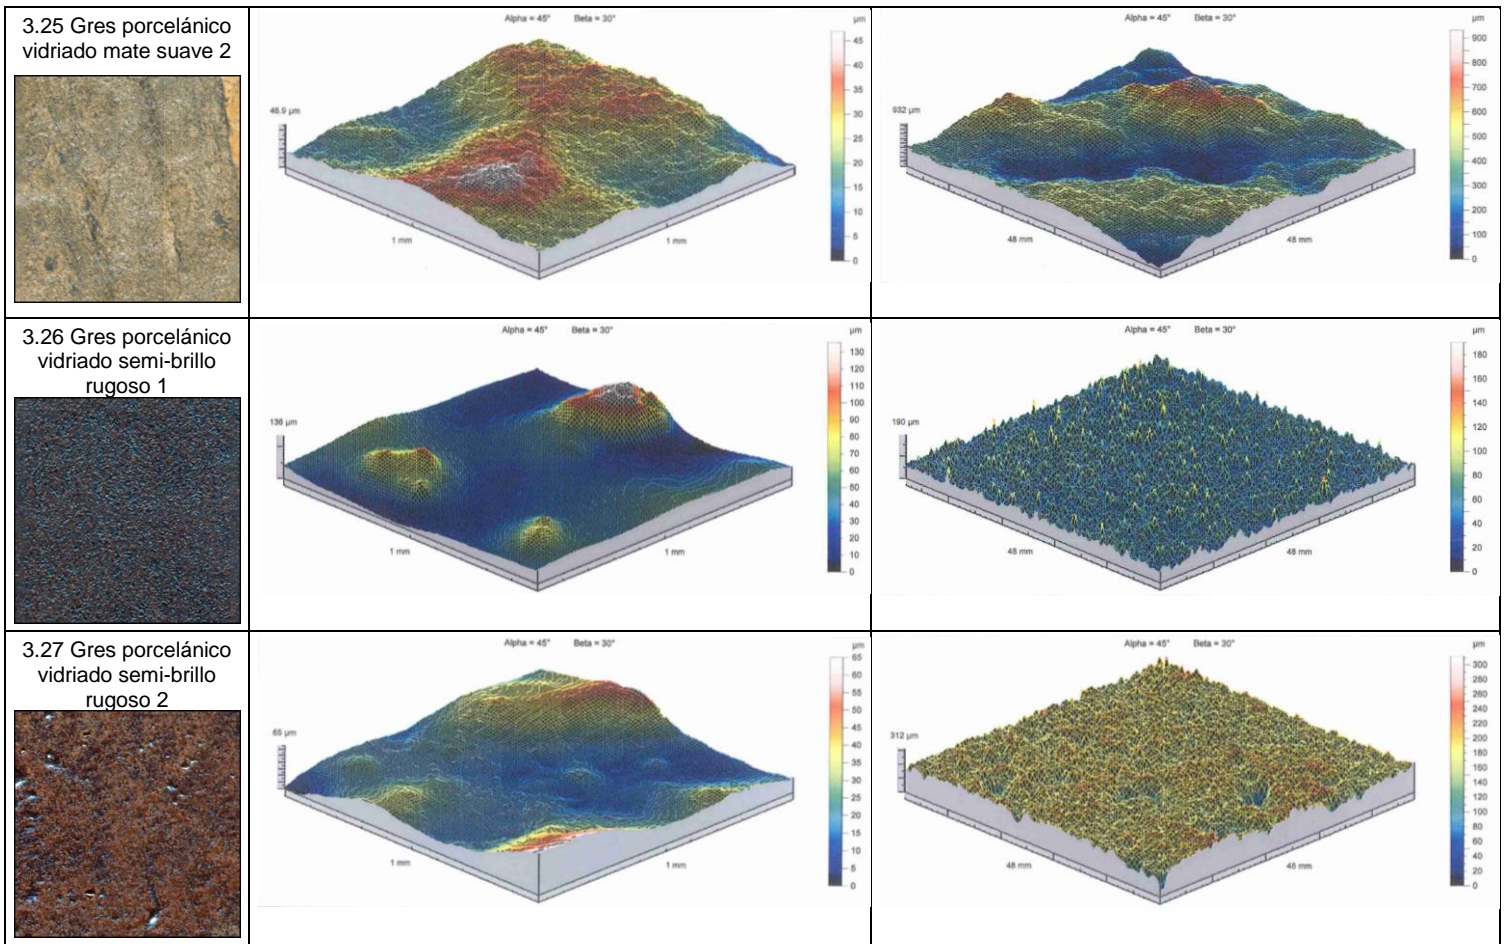 3.25 Gres porcelánico
vidriado mate suave 2
Alpha = 45° Beta = 30°
µm
46.9 µm
1 mm
1 mm
45
40
35
30
25
20
15
10
5
0
Alpha = 45° Beta = 30°
µm
932 µm
48 mm
48 mm
900
800
700
600
500
400
300
200
100
0
3.26 Gres porcelánico
vidriado semi-brillo
rugoso 1
Alpha = 45° Beta = 30°
µm
136 µm
1 mm
1 mm
130
120
110
100
90
80
70
60
50
40
30
20
10
0
Alpha = 45° Beta = 30°
µm
190 µm
48 mm
48 mm
180
160
140
120
100
80
60
40
20
0
3.27 Gres porcelánico
vidriado semi-brillo
rugoso 2
Alpha = 45° Beta = 30°
µm
65 µm
1 mm
1 mm
65
60
55
50
45
40
35
30
25
20
15
10
5
0
Alpha = 45° Beta = 30°
µm
312 µm
48 mm
48 mm
300
280
260
240
220
200
180
160
140
120
100
80
60
40
20
0